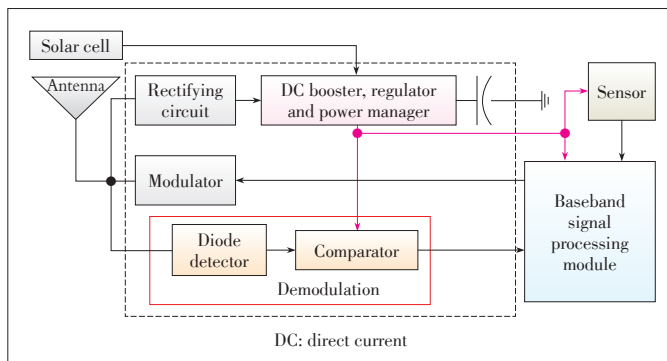 Solar cell
Antenna
Rectifying
circuit
DC booster, regulator
and power manager
Sensor
Modulator
Baseband
signal
processing
module
Diode
detector
Comparator
Demodulation
DC: direct current